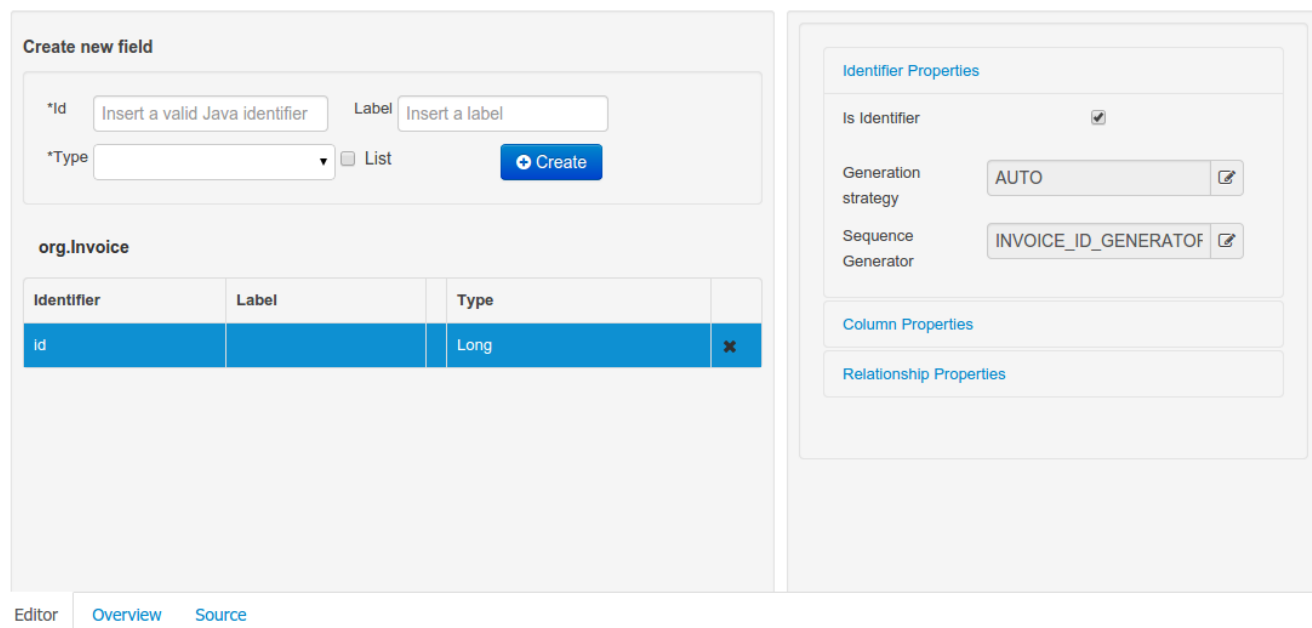 Create new field
*Id Insert a valid Java identifier Label Insert a label
*Type List Create
org.Invoice
Identifier Label Type
id Long
Identifier Properties
Is Identifier
Generation
strategy
AUTO
Sequence
Generator
INVOICE_ID_GENERATOR
Column Properties
Relationship Properties
Editor Overview Source